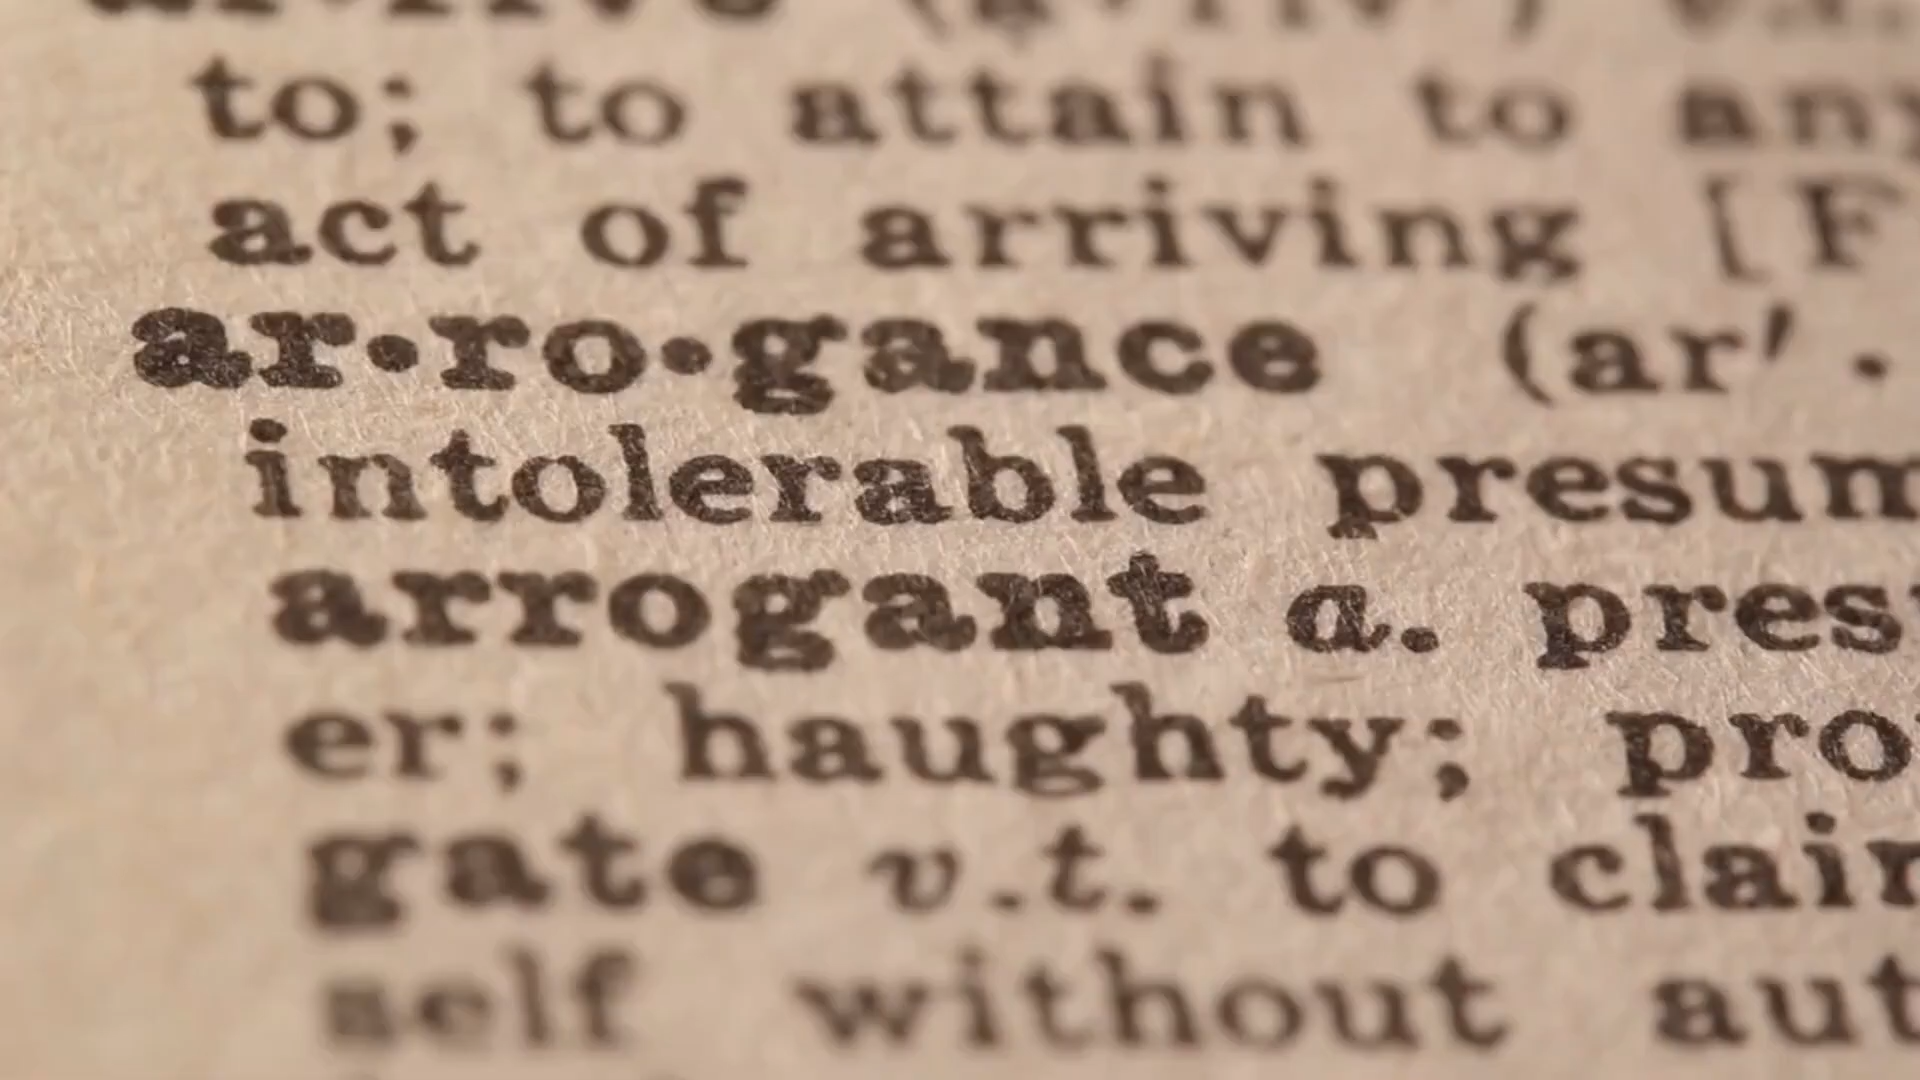 to; to attain to any
act of arriving [F
ar•ro•gance (ar′ •
intolerable presum
arrogant a. pres
er; haughty; pro
gate v.t. to clai
self without aut